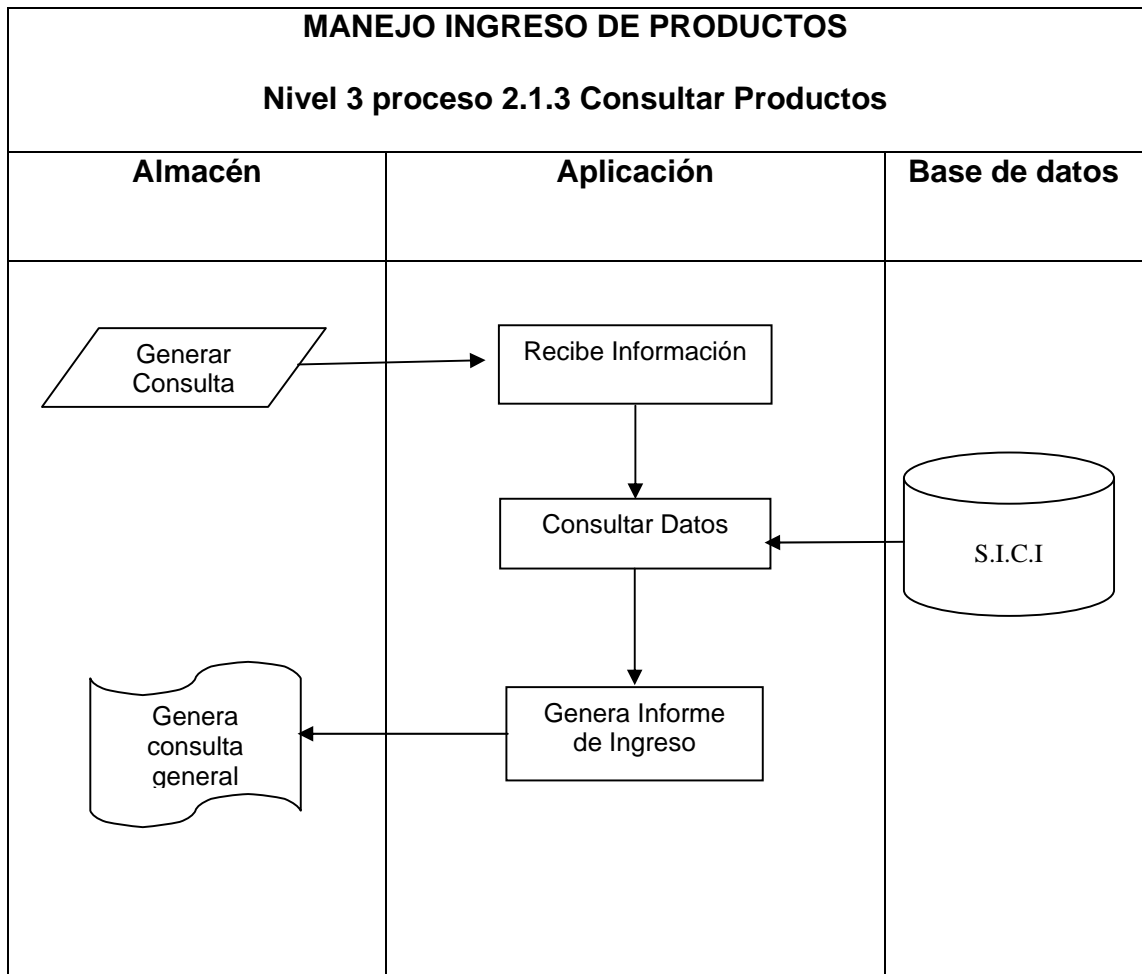 MANEJO INGRESO DE PRODUCTOS
Nivel 3 proceso 2.1.3 Consultar Productos
Almacén
Aplicación
Base de datos
Generar
Consulta
Recibe Información
Consultar Datos
S.I.C.I
Genera Informe
de Ingreso
Genera
consulta
general